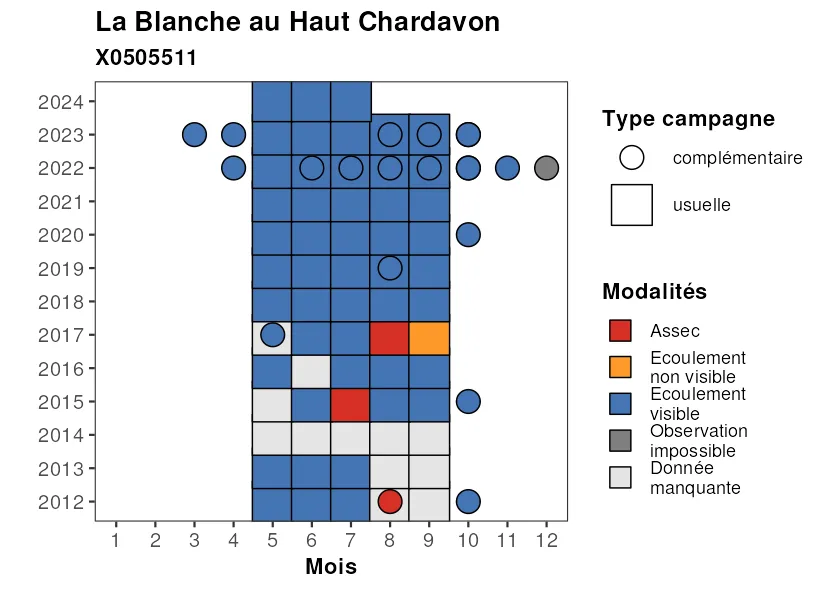 La Blanche au Haut Chardavon
X0505511
2024
2023
2022
2021
2020
2019
2018
2017
2016
2015
2014
2013
2012
1 2 3 4 5 6 7 8 9 10 11 12
Mois
Type campagne
complémentaire
usuelle
Modalités
Assec
Ecoulement
non visible
Ecoulement
visible
Observation
impossible
Donnée
manquante